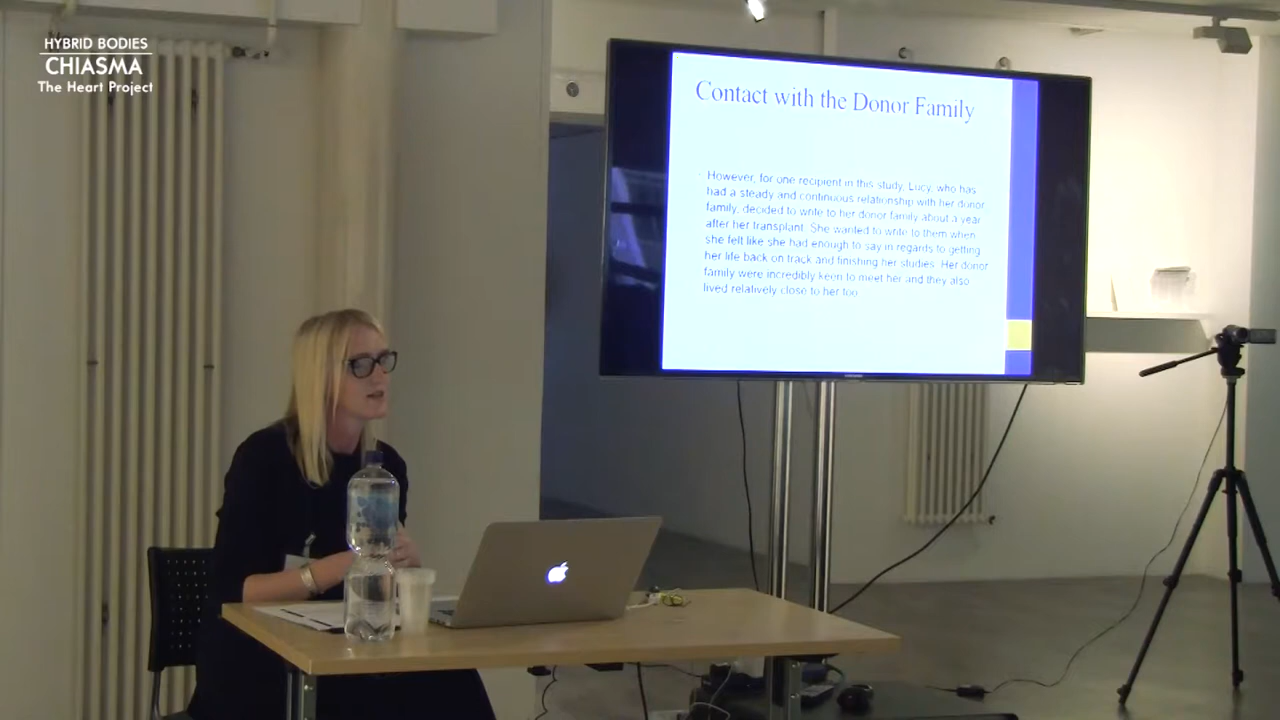 HYBRID BODIES
CHIASMA
The Heart Project
Contact with the Donor Family
However, for one recipient in this study, Lucy, who has
had a steady and continuous relationship with her donor
family, decided to write to her donor family about a year
after her transplant. She wanted to write to them when
she felt like she had enough to say in regards to getting
her life back on track and finishing her studies. Her donor
family were incredibly keen to meet her and they also
lived relatively close to her too.